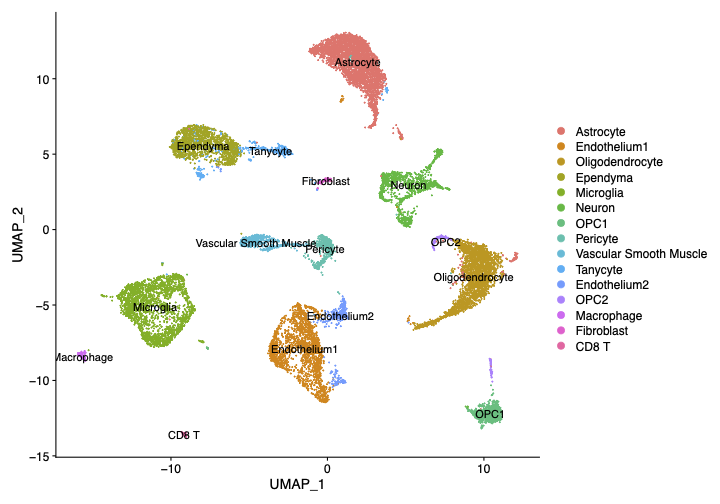 UMAP_2
10
5
0
−5
−10
−15
Astrocyte
Ependyma
Tanycyte
Fibroblast
Neuron
Vascular Smooth Muscle
Pericyte
OPC2
Oligodendrocyte
Microglia
Endothelium2
Endothelium1
Macrophage
OPC1
CD8 T
−10
0
10
UMAP_1
Astrocyte
Endothelium1
Oligodendrocyte
Ependyma
Microglia
Neuron
OPC1
Pericyte
Vascular Smooth Muscle
Tanycyte
Endothelium2
OPC2
Macrophage
Fibroblast
CD8 T